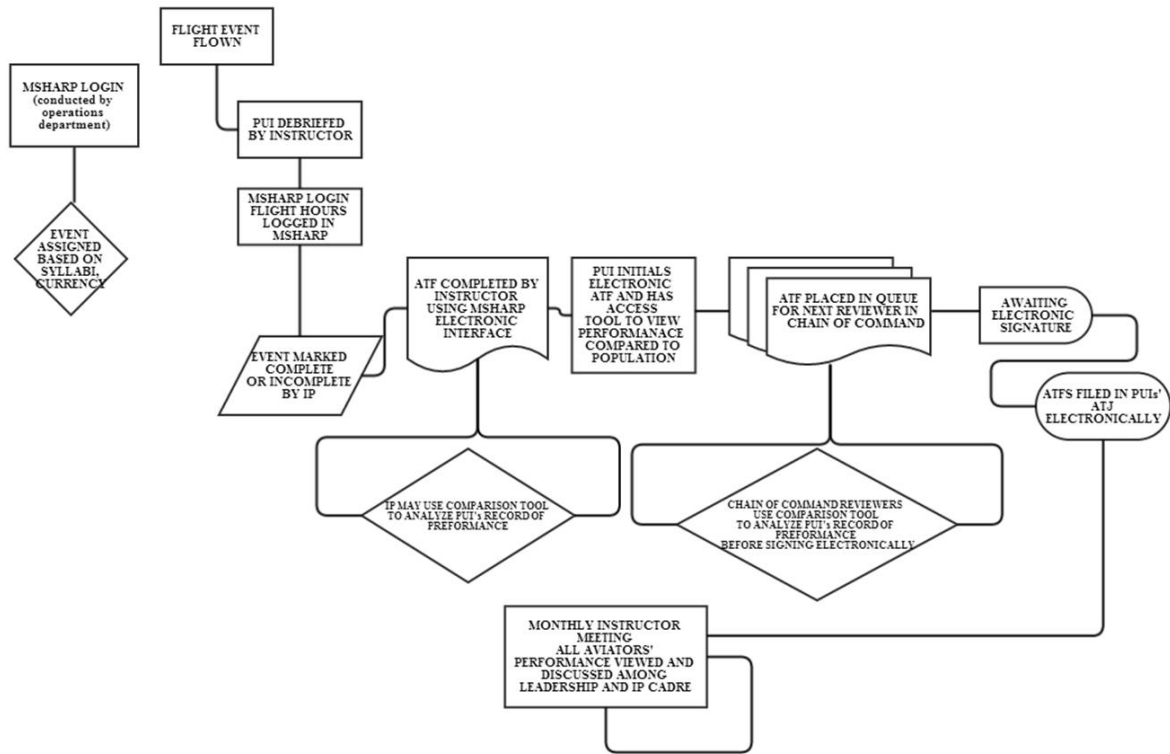 FLIGHT EVENT
FLOWN
MSHARP LOGIN
(conducted by
operations
department)
PUI DEBRIEFED
BY INSTRUCTOR
MSHARP LOGIN
FLIGHT HOURS
LOGGED IN
MSHARP
EVENT
ASSIGNED
BASED ON
SYLLABI,
CURRENCY
EVENT MARKED
COMPLETE
OR INCOMPLETE
BY IP
ATF COMPLETED BY
INSTRUCTOR
USING MSHARP
ELECTRONIC
INTERFACE
PUI INITIALS
ELECTRONIC
ATF AND HAS
ACCESS
TOOL TO VIEW
PERFORMANACE
COMPARED TO
POPULATION
ATF PLACED IN QUEUE
FOR NEXT REVIEWER IN
CHAIN OF COMMAND
AWAITING
ELECTRONIC
SIGNATURE
ATFS FILED IN PUIs'
ATJ
ELECTRONICALLY
IP MAY USE COMPARISON TOOL
TO ANALYZE PUI's RECORD OF
PREFORMANCE
CHAIN OF COMMAND REVIEWERS
USE COMPARISON TOOL
TO ANALYZE PUI's RECORD OF
PREFORMANCE
BEFORE SIGNING ELECTRONICALLY
MONTHLY INSTRUCTOR
MEETING
ALL AVIATORS'
PERFORMANCE VIEWED AND
DISCUSSED AMONG
LEADERSHIP AND IP CADRE